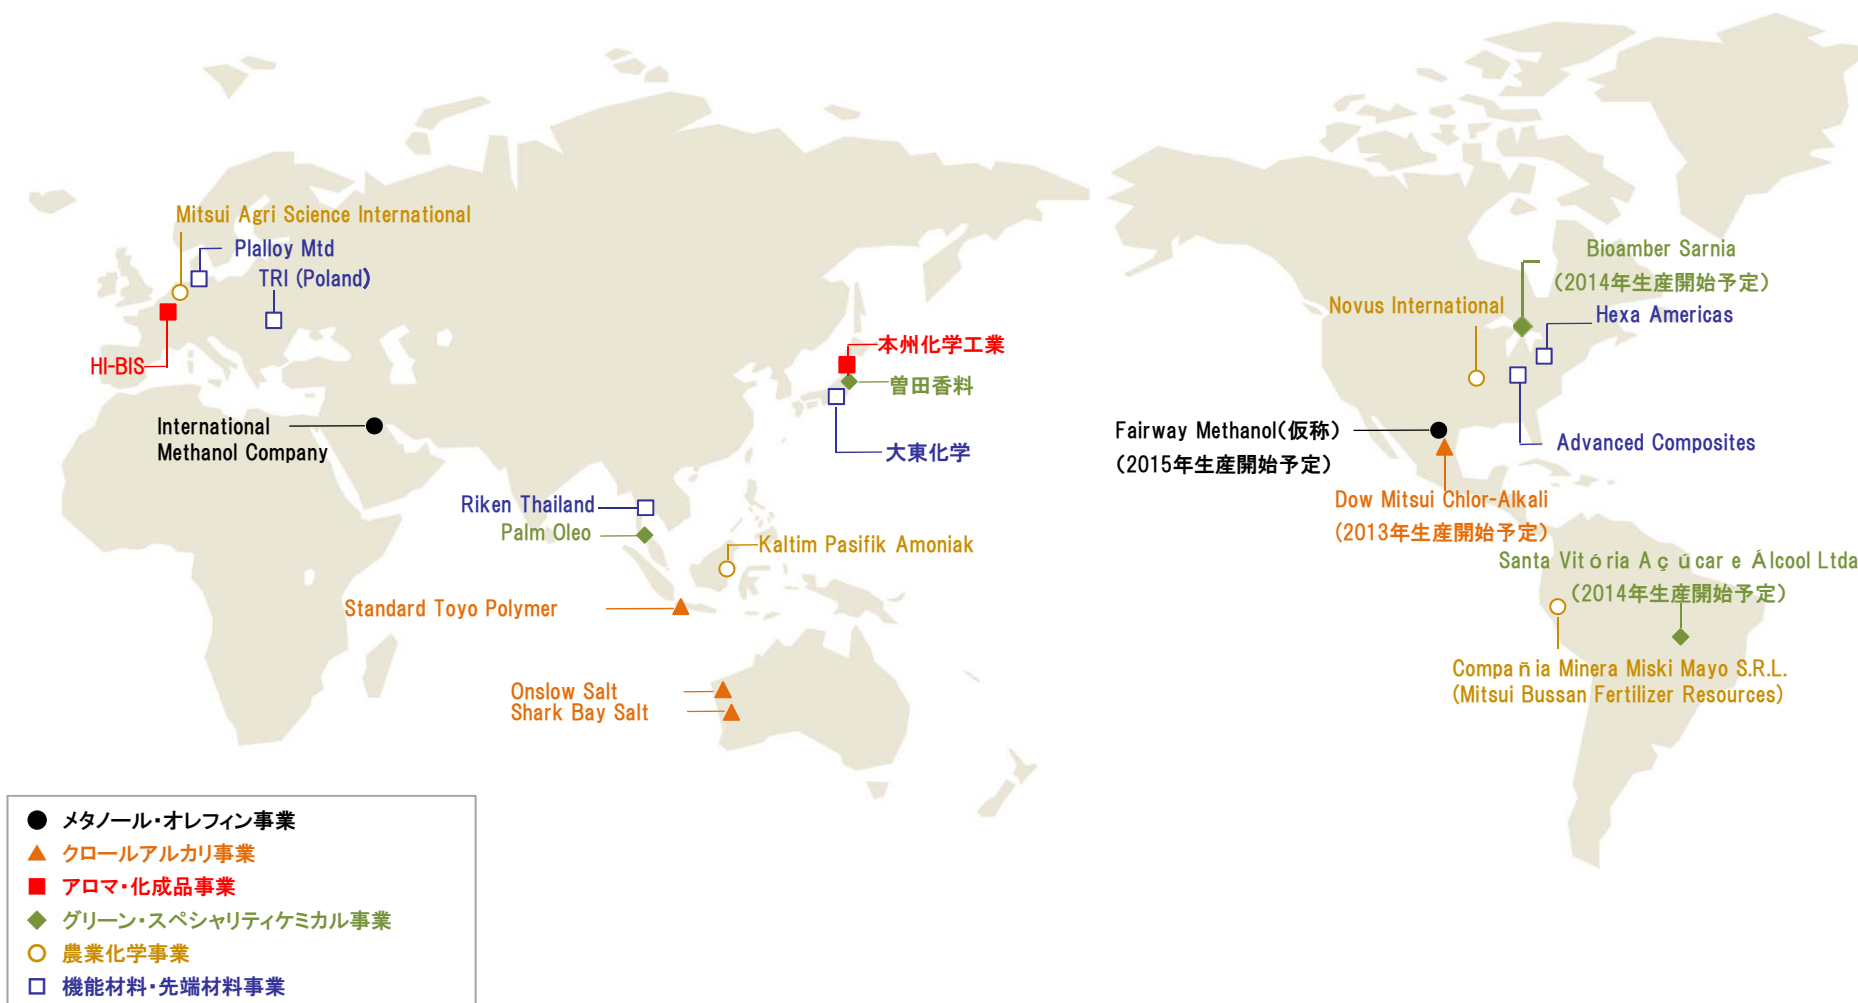 Mitsui Agri Science International
Plalloy Mtd
TRI (Poland)
HI-BIS
International
Methanol Company
本州化学工業
曽田香料
大東化学
Riken Thailand
Palm Oleo
Kaltim Pasifik Amoniak
Standard Toyo Polymer
Onslow Salt
Shark Bay Salt
Bioamber Sarnia
(2014年生産開始予定)
Novus International
Hexa Americas
Fairway Methanol(仮称)
(2015年生産開始予定)
Advanced Composites
Dow Mitsui Chlor-Alkali
(2013年生産開始予定)
Santa Vitória Açúcar e Álcool Ltda
(2014年生産開始予定)
Compañia Minera Miski Mayo S.R.L.
(Mitsui Bussan Fertilizer Resources)
メタノール・オレフィン事業
クロールアルカリ事業
アロマ・化成品事業
グリーン・スペシャリティケミカル事業
農業化学事業
機能材料・先端材料事業